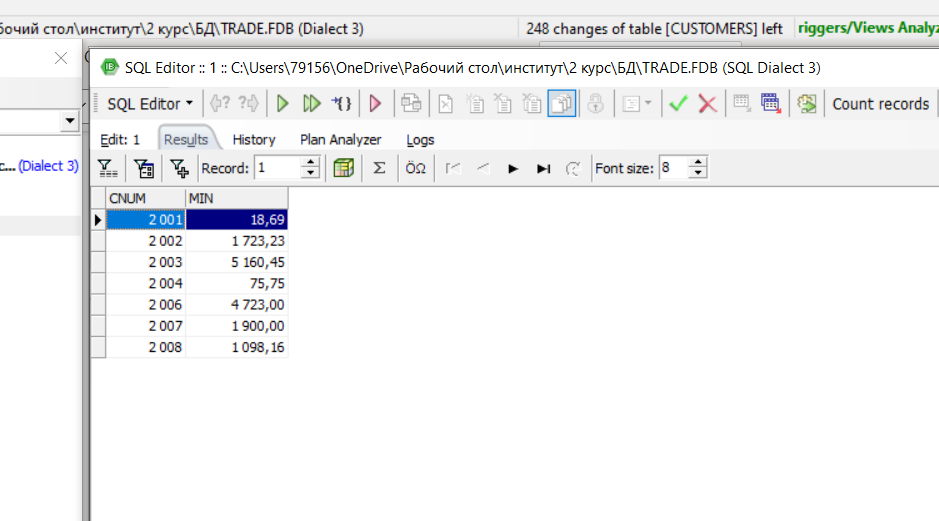 бочий стол\институт\2 курс\БД\TRADE.FDB (Dialect 3)
248 changes of table [CUSTOMERS] left
riggers/Views Analyz
SQL Editor :: 1 :: C:\Users\79156\OneDrive\Рабочий стол\институт\2 курс\БД\TRADE.FDB (SQL Dialect 3)
SQL Editor
Count records
Edit: 1 Results History Plan Analyzer Logs
с... (Dialect 3)
Record: 1
Σ
ÖΩ
Font size: 8
CNUM MIN
2 001 18,69
2 002 1 723,23
2 003 5 160,45
2 004 75,75
2 006 4 723,00
2 007 1 900,00
2 008 1 098,16